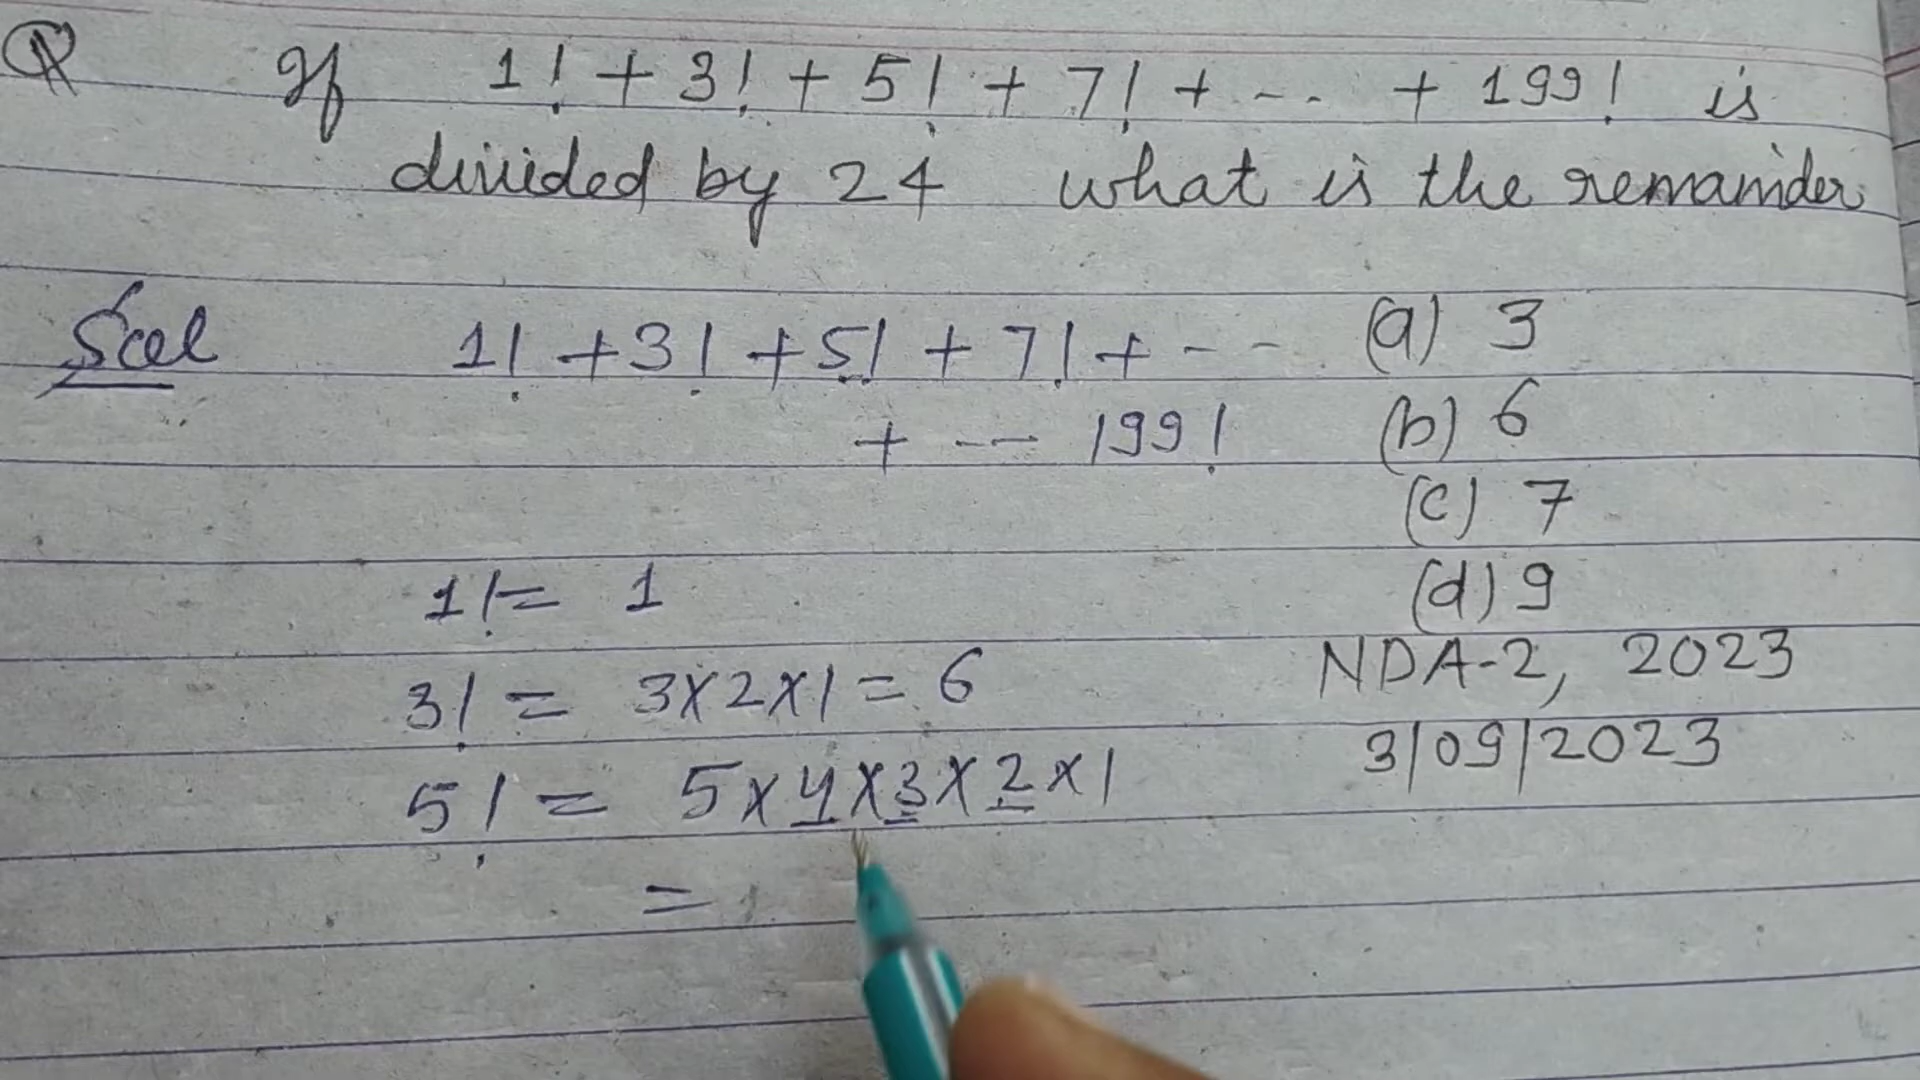 Q If 1! + 3! + 5! + 7! + -- + 199! is
divided by 24 what is the remainder
Sol 1! + 3! + 5! + 7! + -- (a) 3
+ -- 199! (b) 6
(c) 7
1! = 1 (d) 9
3! = 3×2×1 = 6 NDA-2, 2023
5! = 5×4×3×2×1 3/09/2023
=